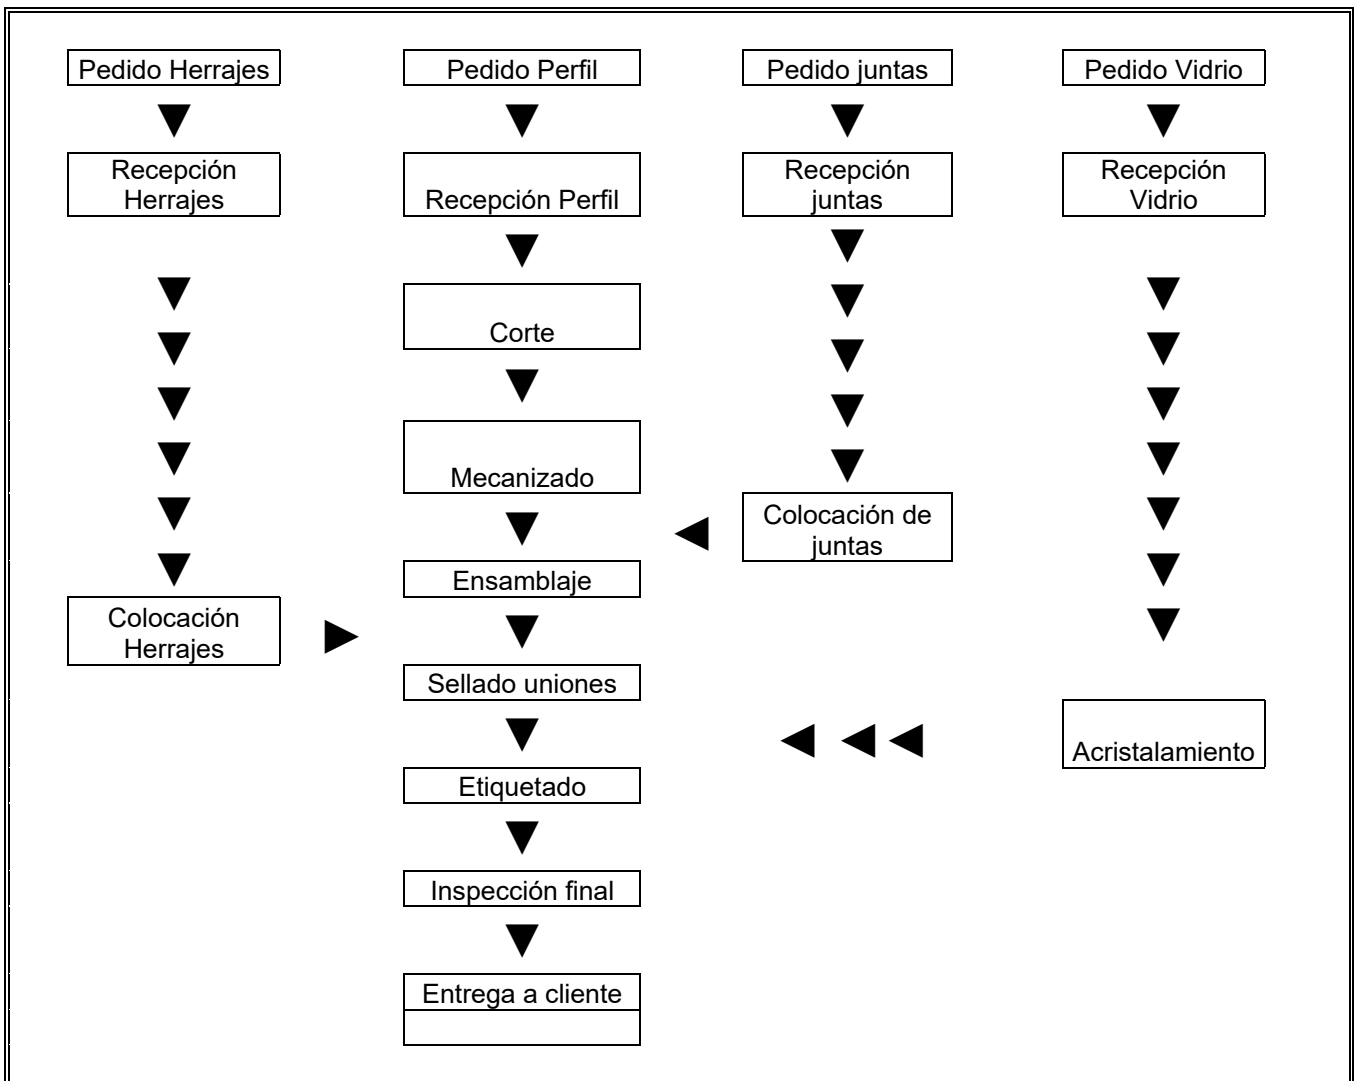 Pedido Herrajes
Pedido Perfil
Pedido juntas
Pedido Vidrio
Recepción
Herrajes
Recepción Perfil
Recepción
juntas
Recepción
Vidrio
Corte
Mecanizado
Colocación de
juntas
Ensamblaje
Colocación
Herrajes
Sellado uniones
Acristalamiento
Etiquetado
Inspección final
Entrega a cliente